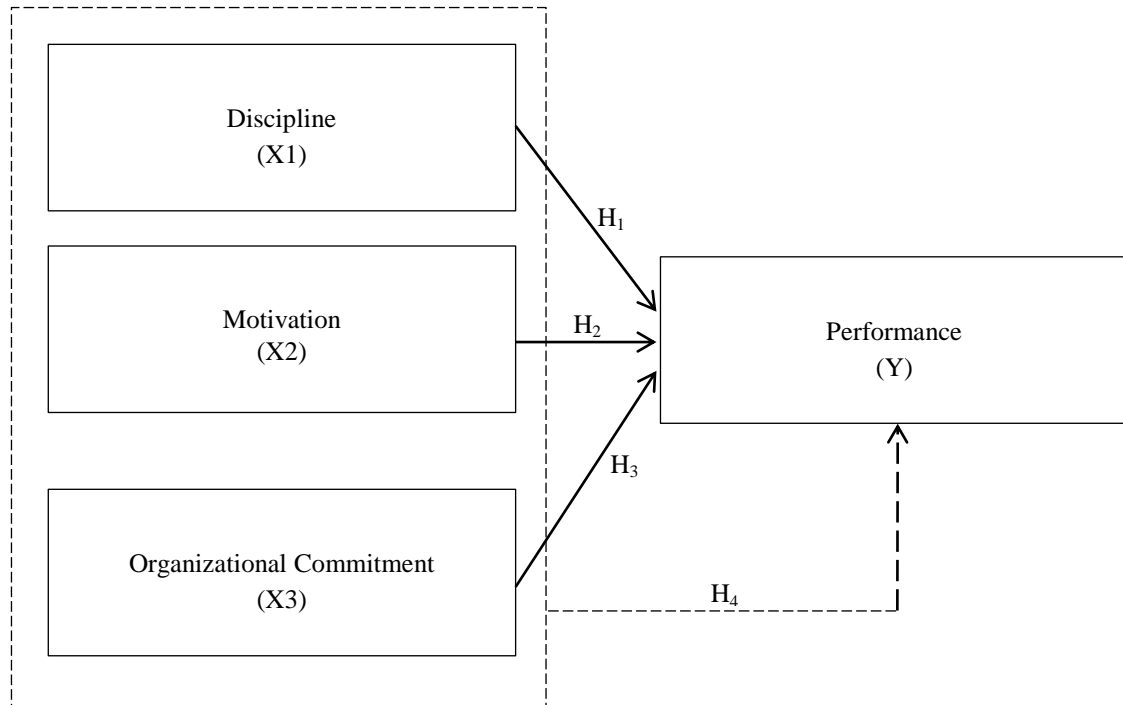 Discipline
(X1)
H₁
Motivation
(X2)
H₂
Performance
(Y)
H₃
Organizational Commitment
(X3)
H₄